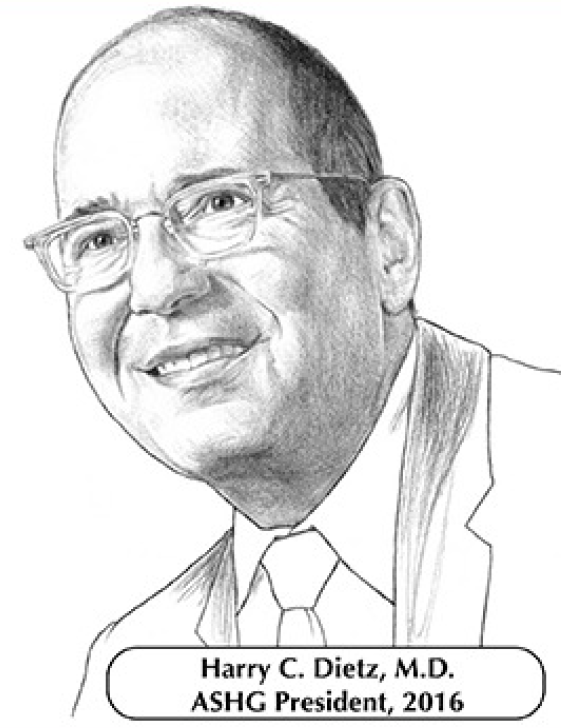 Harry C. Dietz, M.D.
ASHG President, 2016